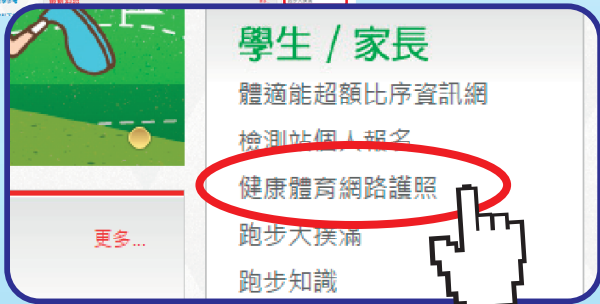 學生 / 家長
體適能超額比序資訊網
檢測站個人報名
健康體育網路護照
更多...
跑步大撲滿
跑步知識